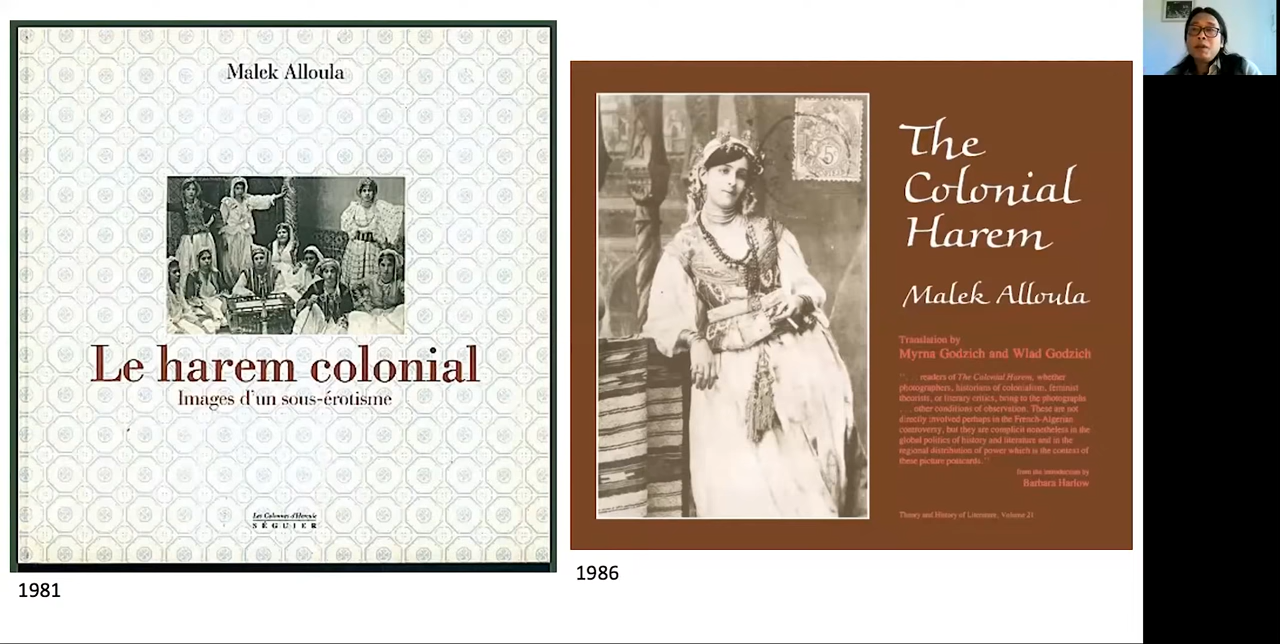 Malek Alloula
Le harem colonial
Images d'un sous-érotisme
Les Colonnes d'Hercule
SÉGUIER
1981
5
The
Colonial
Harem
Malek Alloula
Translation by
Myrna Godzich and Wlad Godzich
". . . readers of The Colonial Harem, whether
photographers, historians of colonialism, feminist
theorists, or literary critics, bring to the photographs
. . . other conditions of observation. These are not
directly involved perhaps in the French-Algerian
controversy, but they are complicit nonetheless in the
global politics of history and literature and in the
regional distribution of power which is the context of
these picture postcards."
from the introduction by
Barbara Harlow
Theory and History of Literature, Volume 21
1986